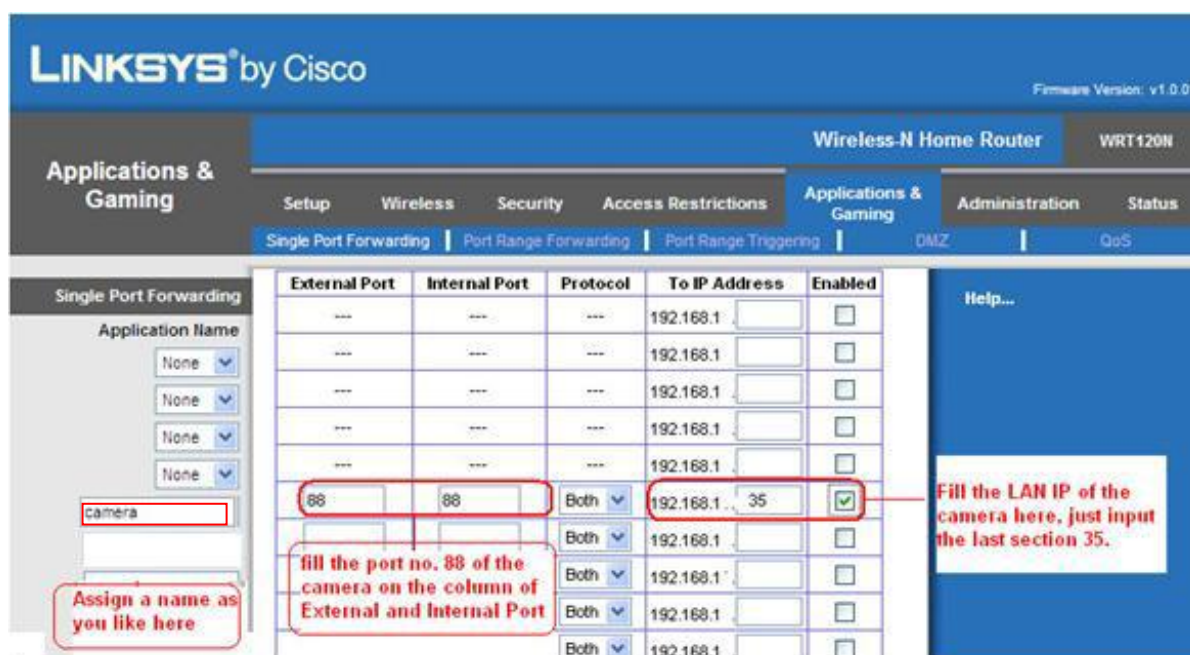 LINKSYS® by Cisco
Firmware Version: v1.0.0
Applications &
Gaming
Wireless-N Home Router WRT120N
Setup Wireless Security Access Restrictions Applications & Gaming Administration Status
Single Port Forwarding Port Range Forwarding Port Range Triggering DMZ QoS
Single Port Forwarding
Application Name
None
None
None
None
camera
Assign a name as
you like here
External Port Internal Port Protocol To IP Address Enabled
--- --- --- 192.168.1 .
--- --- --- 192.168.1
--- --- --- 192.168.1 .
--- --- --- 192.168.1 .
--- --- --- 192.168.1 .
88 88 Both 192.168.1 . 35
Both 192.168.1 .
Both 192.168.1 .
Both 192.168.1 .
Both 192.168.1
fill the port no. 88 of the
camera on the column of
External and Internal Port
Help...
Fill the LAN IP of the
camera here, just input
the last section 35.